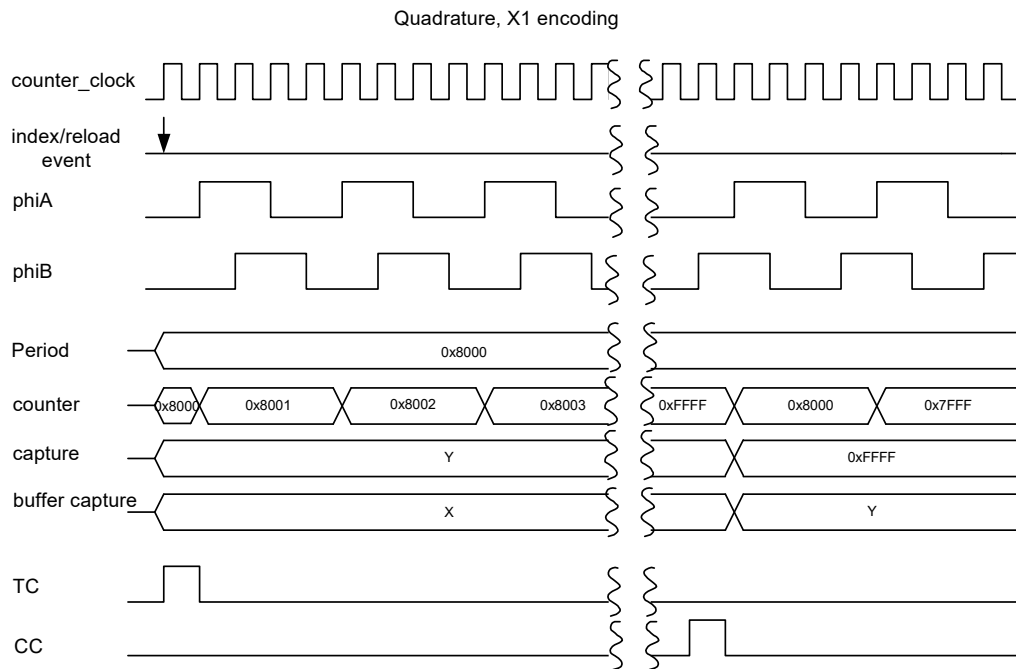 Quadrature, X1 encoding
counter_clock
index/reload
event
phiA
phiB
Period
0x8000
counter
0x8000
0x8001
0x8002
0x8003
0xFFFF
0x8000
0x7FFF
capture
Y
0xFFFF
buffer capture
X
Y
TC
CC